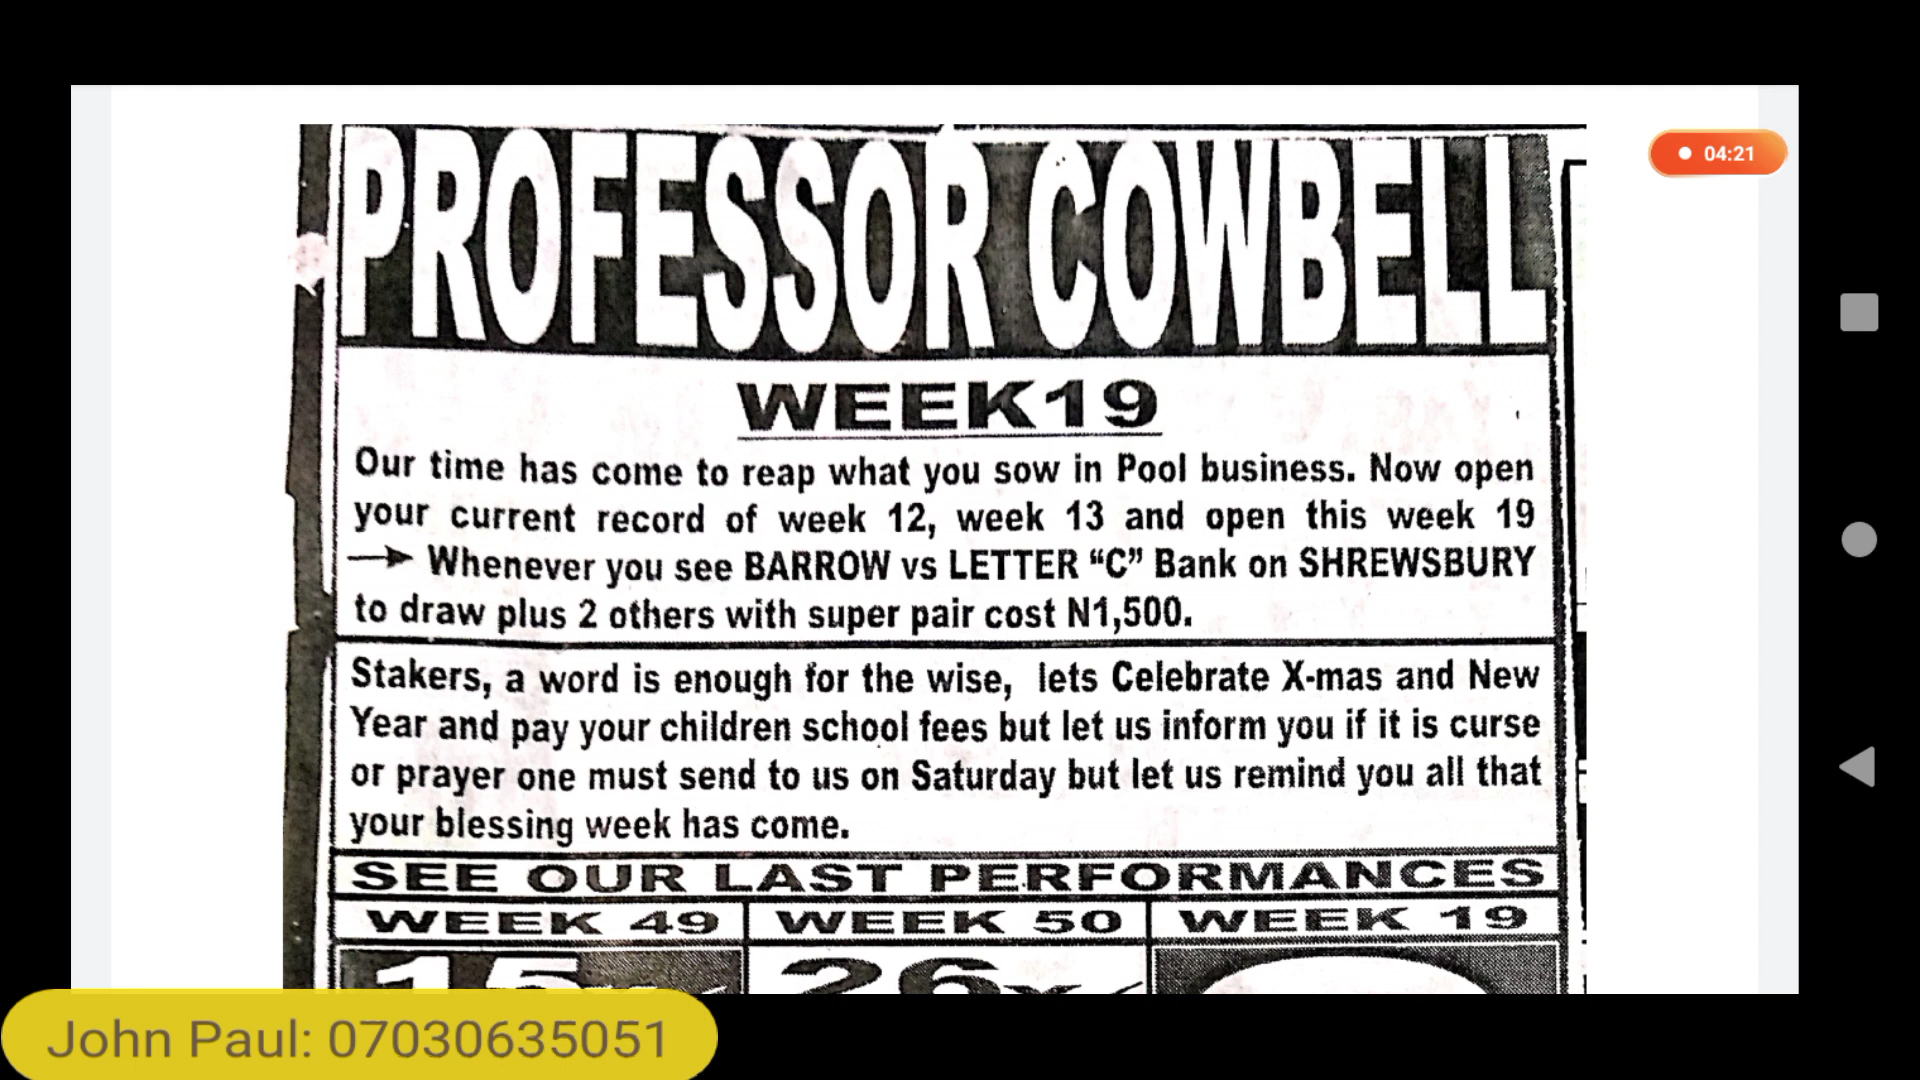 PROFESSOR COWBELL
04:21
WEEK19
Our time has come to reap what you sow in Pool business. Now open
your current record of week 12, week 13 and open this week 19
Whenever you see BARROW vs LETTER “C” Bank on SHREWSBURY
to draw plus 2 others with super pair cost N1,500.
Stakers, a word is enough for the wise, lets Celebrate X-mas and New
Year and pay your children school fees but let us inform you if it is curse
or prayer one must send to us on Saturday but let us remind you all that
your blessing week has come.
SEE OUR LAST PERFORMANCES
WEEK 49 WEEK 50 WEEK 19
15 26
John Paul: 07030635051